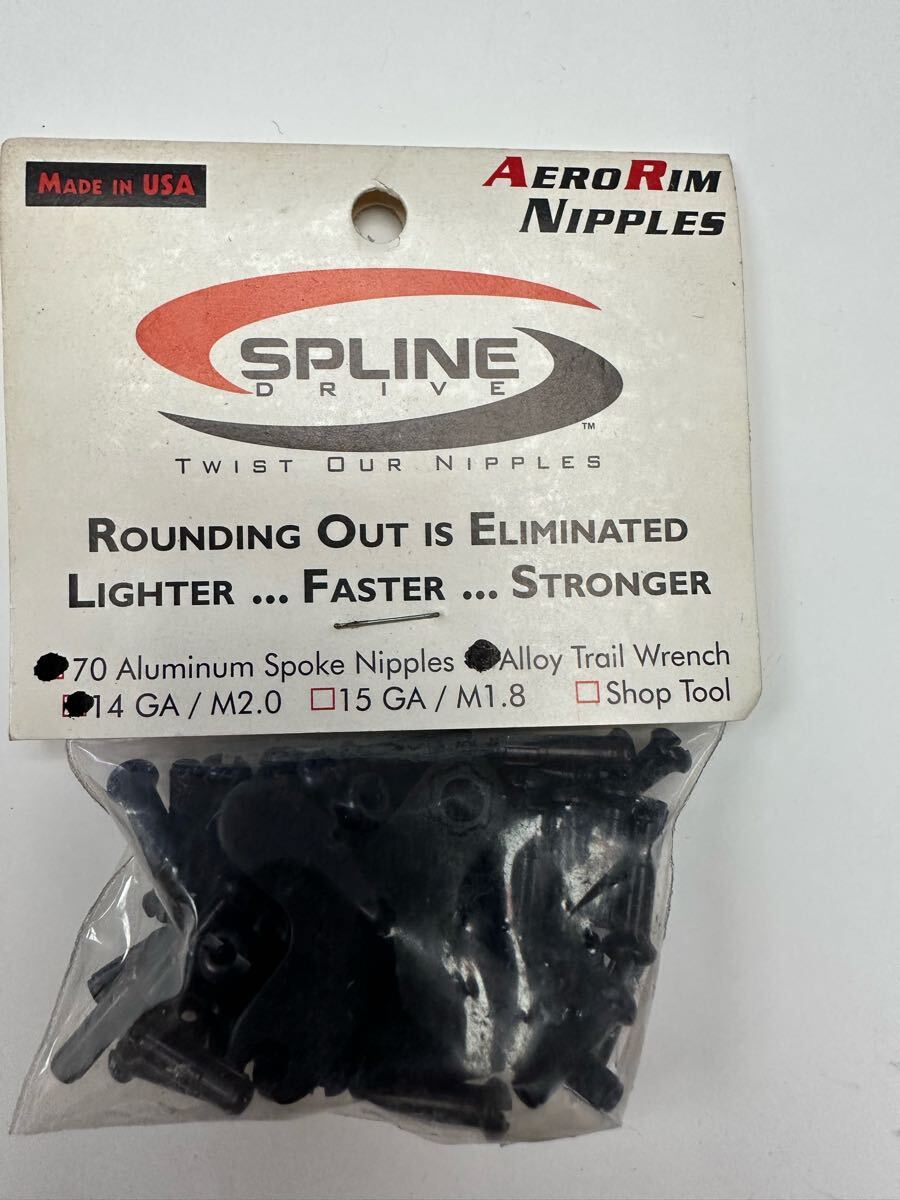 MADE IN USA
AERORIM
NIPPLES
SPLINE
DRIVE
™
TWIST OUR NIPPLES
ROUNDING OUT IS ELIMINATED
LIGHTER ... FASTER ... STRONGER
70 Aluminum Spoke Nipples Alloy Trail Wrench
14 GA / M2.0 15 GA / M1.8 Shop Tool